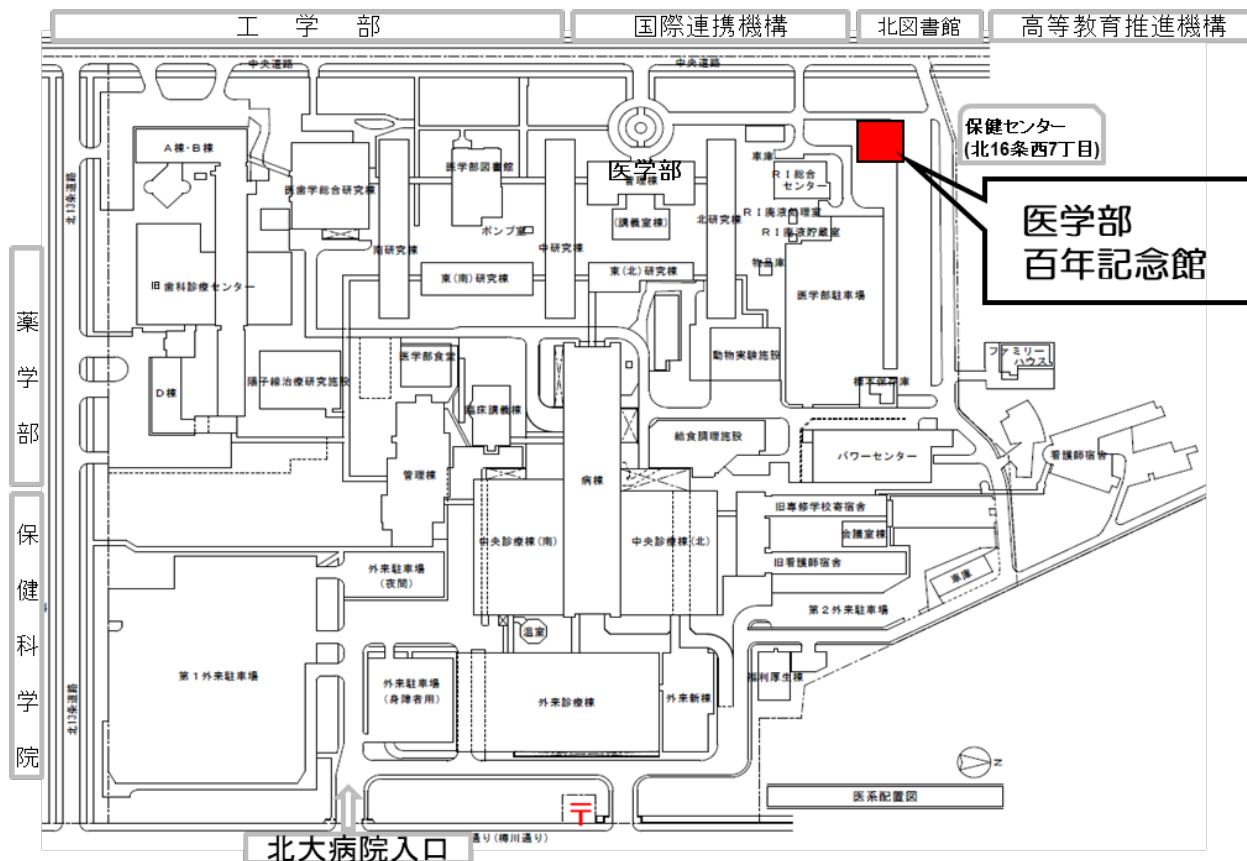 工学部
国際連携機構
北図書館
高等教育推進機構
中央道路
中央道路
保健センター
(北16条西7丁目)
A棟・B棟
医歯学総合研究棟
医学部図書館
医学部
管理棟
(講義室棟)
車庫
RI総合
センター
医学部
百年記念館
北13条道路
南研究棟
ポンプ室
中研究棟
北研究棟
RI廃液処理室
RI廃液貯蔵室
物品庫
旧歯科診療センター
東(南)研究棟
東(北)研究棟
医学部駐車場
薬学部
D棟
陽子線治療研究施設
医学部食堂
臨床講義棟
動物実験施設
標本保存庫
ファミリー
ハウス
管理棟
病棟
給食調理施設
パワーセンター
看護師宿舎
保健科学院
外来駐車場
(夜間)
中央診療棟(南)
中央診療棟(北)
旧専修学校寄宿舎
会議室棟
旧看護師宿舎
車庫
第2外来駐車場
温室
北13条道路
第1外来駐車場
外来駐車場
(身障者用)
外来診療棟
外来新棟
福利厚生棟
N
医系配置図
〒
通り(樽川通り)
北大病院入口